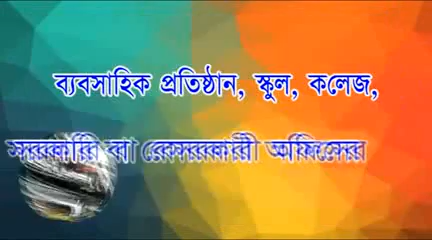 ব্যবসাহিক প্রতিষ্ঠান, স্কুল, কলেজ,
সরকারি বা বেসরকারী অফিসের